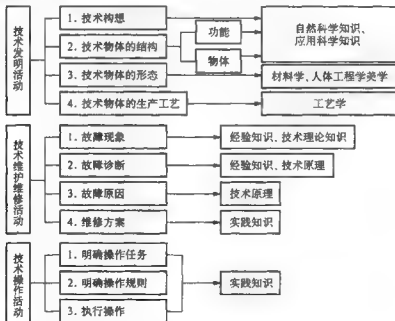 技术发明活动
1. 技术构想
2. 技术物体的结构
功能
物体
自然科学知识、
应用科学知识
3. 技术物体的形态
材料学、人体工程学美学
4. 技术物体的生产工艺
工艺学
技术维护维修活动
1. 故障现象
经验知识、技术理论知识
2. 故障诊断
经验知识、技术原理
3. 故障原因
技术原理
4. 维修方案
实践知识
技术操作活动
1. 明确操作任务
2. 明确操作规则
实践知识
3. 执行操作